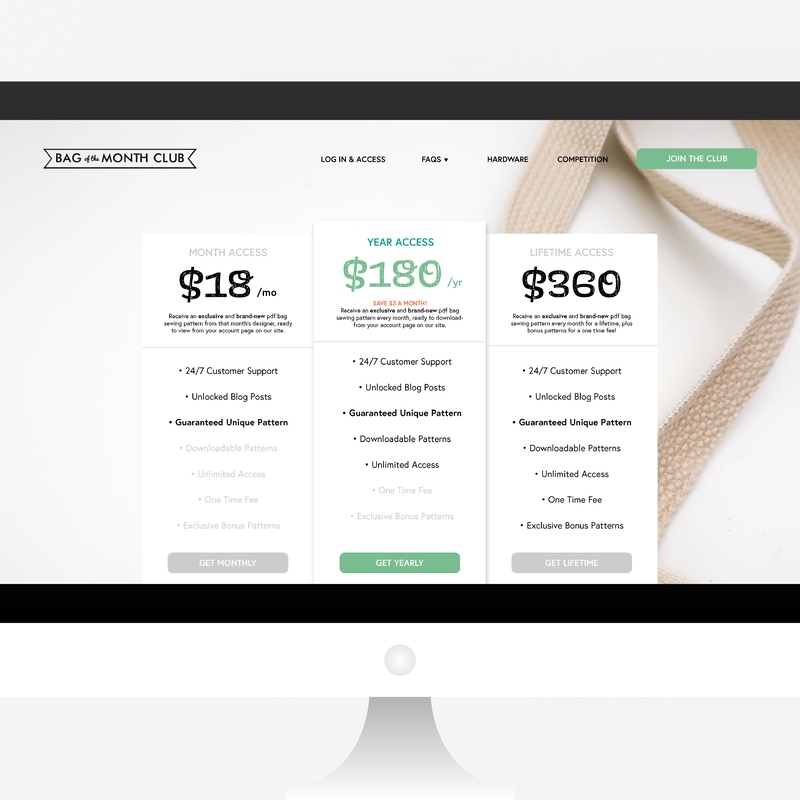 BAG of the MONTH CLUB
LOG IN & ACCESS
FAQS ▾
HARDWARE
COMPETITION
JOIN THE CLUB
MONTH ACCESS
$18 /mo
Receive an exclusive and brand-new pdf bag
sewing pattern from that month's designer, ready
to view from your account page on our site.
• 24/7 Customer Support
• Unlocked Blog Posts
• Guaranteed Unique Pattern
• Downloadable Patterns
• Unlimited Access
• One Time Fee
• Exclusive Bonus Patterns
GET MONTHLY
YEAR ACCESS
$180 /yr
SAVE $3 A MONTH!
Receive an exclusive and brand-new pdf bag
sewing pattern every month, ready to download-
from your account page on our site.
• 24/7 Customer Support
• Unlocked Blog Posts
• Guaranteed Unique Pattern
• Downloadable Patterns
• Unlimited Access
• One Time Fee
• Exclusive Bonus Patterns
GET YEARLY
LIFETIME ACCESS
$360
Receive an exclusive and brand-new pdf bag
sewing pattern every month for a lifetime, plus
bonus patterns for a one time fee!
• 24/7 Customer Support
• Unlocked Blog Posts
• Guaranteed Unique Pattern
• Downloadable Patterns
• Unlimited Access
• One Time Fee
• Exclusive Bonus Patterns
GET LIFETIME